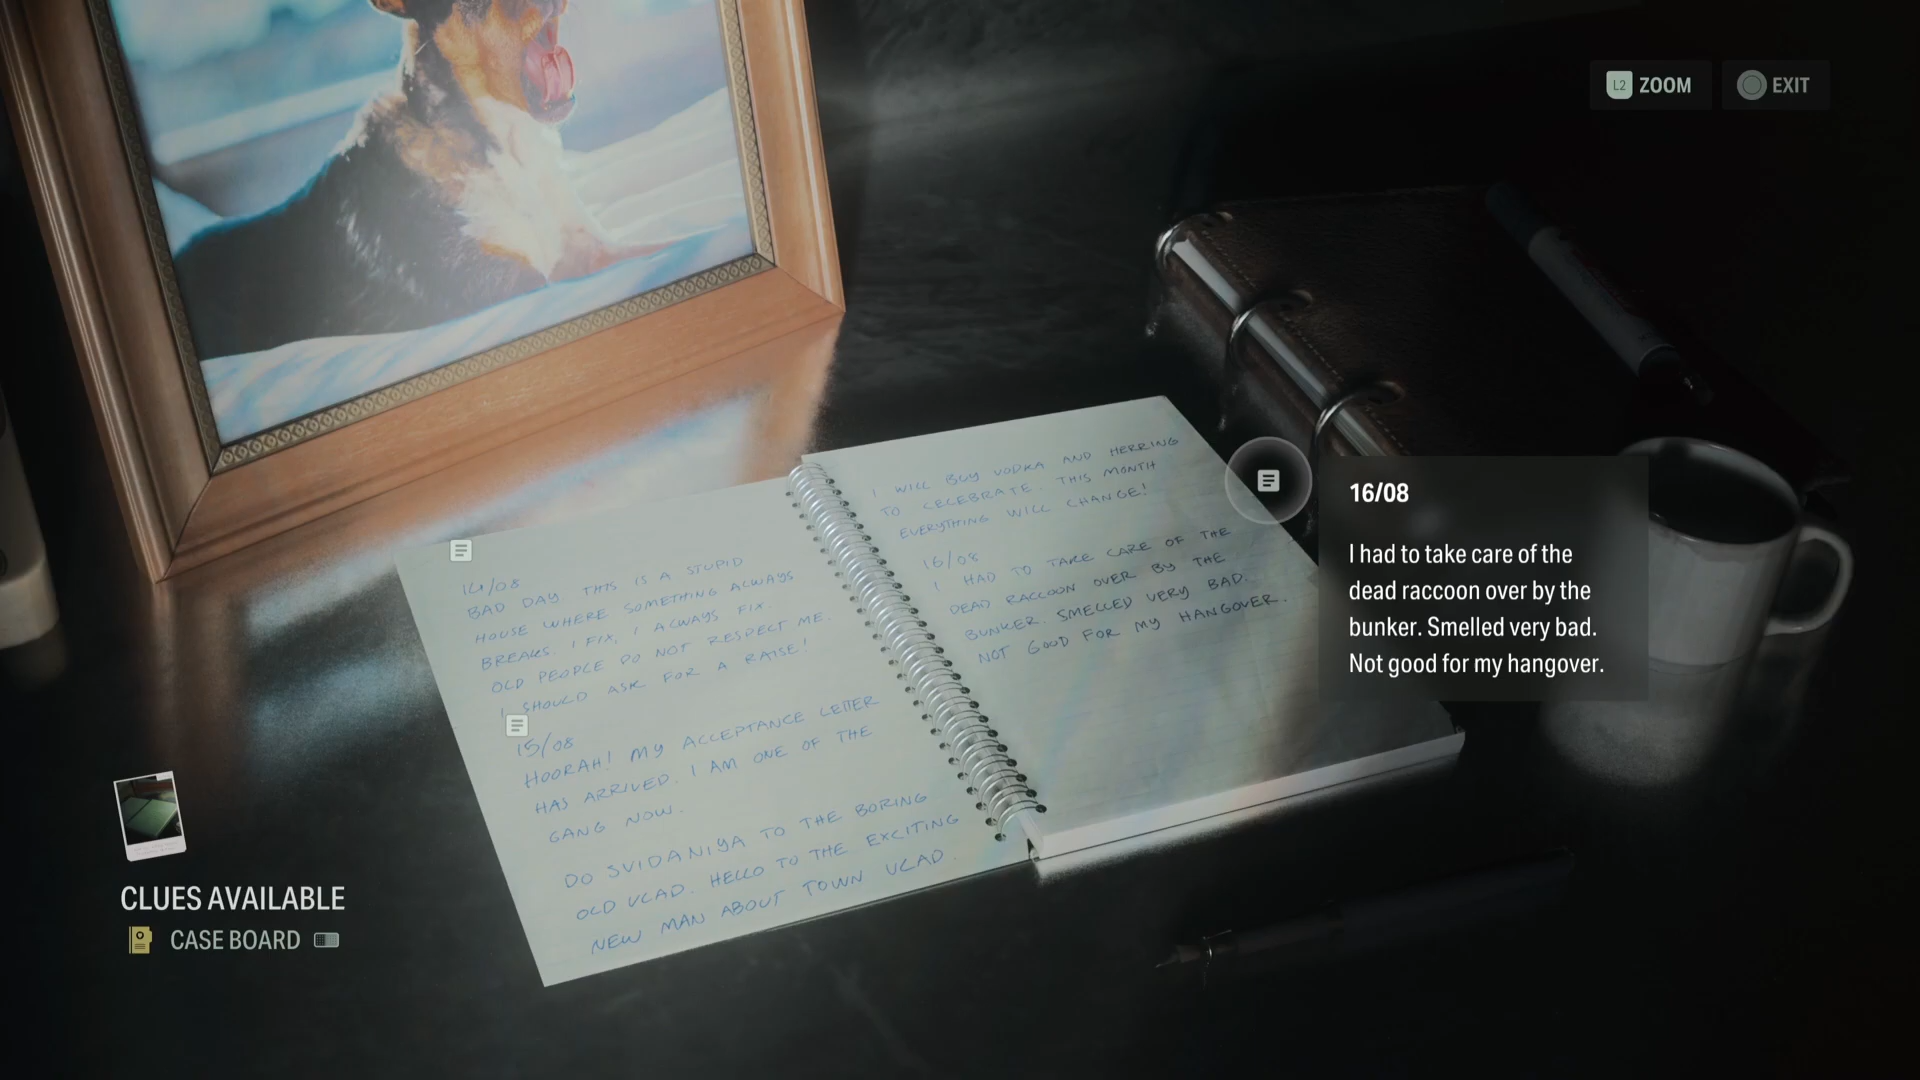 L2 ZOOM
EXIT
14/08
BAD DAY THIS IS A STUPID
HOUSE WHERE SOMETHING ALWAYS
BREAKS. I FIX, I ALWAYS FIX.
OLD PEOPLE DO NOT RESPECT ME.
I SHOULD ASK FOR A RAISE!
15/08
HOORAH! MY ACCEPTANCE LETTER
HAS ARRIVED. I AM ONE OF THE
GANG NOW.
DO SVIDANIYA TO THE BORING
OLD VLAD. HELLO TO THE EXCITING
NEW MAN ABOUT TOWN VLAD.
I WILL BUY VODKA AND HERRING
TO CELEBRATE. THIS MONTH
EVERYTHING WILL CHANGE!
16/08
I HAD TO TAKE CARE OF THE
DEAD RACCOON OVER BY THE
BUNKER. SMELLED VERY BAD.
NOT GOOD FOR MY HANGOVER.
16/08
I had to take care of the
dead raccoon over by the
bunker. Smelled very bad.
Not good for my hangover.
CLUES AVAILABLE
CASE BOARD